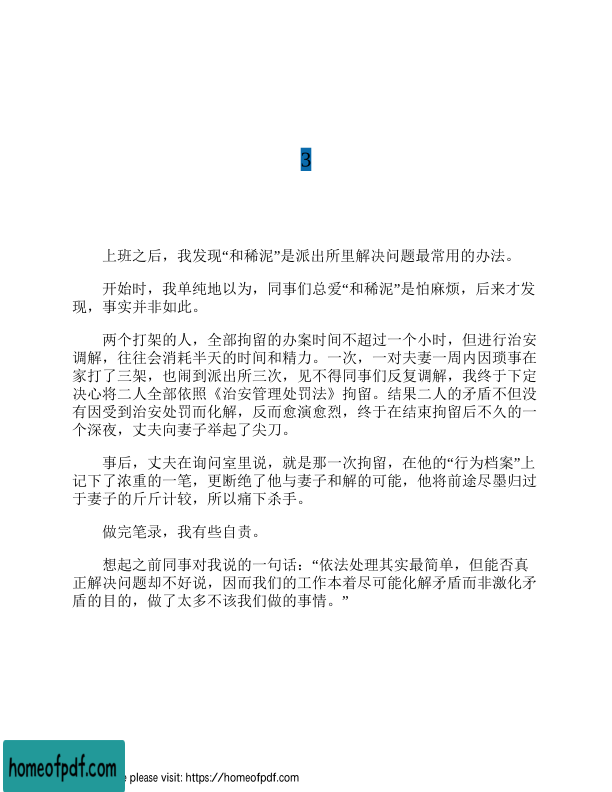 3
上班之后，我发现“和稀泥”是派出所里解决问题最常用的办法。
开始时，我单纯地以为，同事们总爱“和稀泥”是怕麻烦，后来才发
现，事实并非如此。
两个打架的人，全部拘留的办案时间不超过一个小时，但进行治安
调解，往往会消耗半天的时间和精力。一次，一对夫妻一周内因琐事在
家打了三架，也闹到派出所三次，见不得同事们反复调解，我终于下定
决心将二人全部依照《治安管理处罚法》拘留。结果二人的矛盾不但没
有因受到治安处罚而化解，反而愈演愈烈，终于在结束拘留后不久的一
个深夜，丈夫向妻子举起了尖刀。
事后，丈夫在询问室里说，就是那一次拘留，在他的“行为档案”上
记下了浓重的一笔，更断绝了他与妻子和解的可能，他将前途尽墨归过
于妻子的斤斤计较，所以痛下杀手。
做完笔录，我有些自责。
想起之前同事对我说的一句话：“依法处理其实最简单，但能否真
正解决问题却不好说，因而我们的工作本着尽可能化解矛盾而非激化矛
盾的目的，做了太多不该我们做的事情。”
homeofpdf.com
e please visit: https://homeofpdf.com